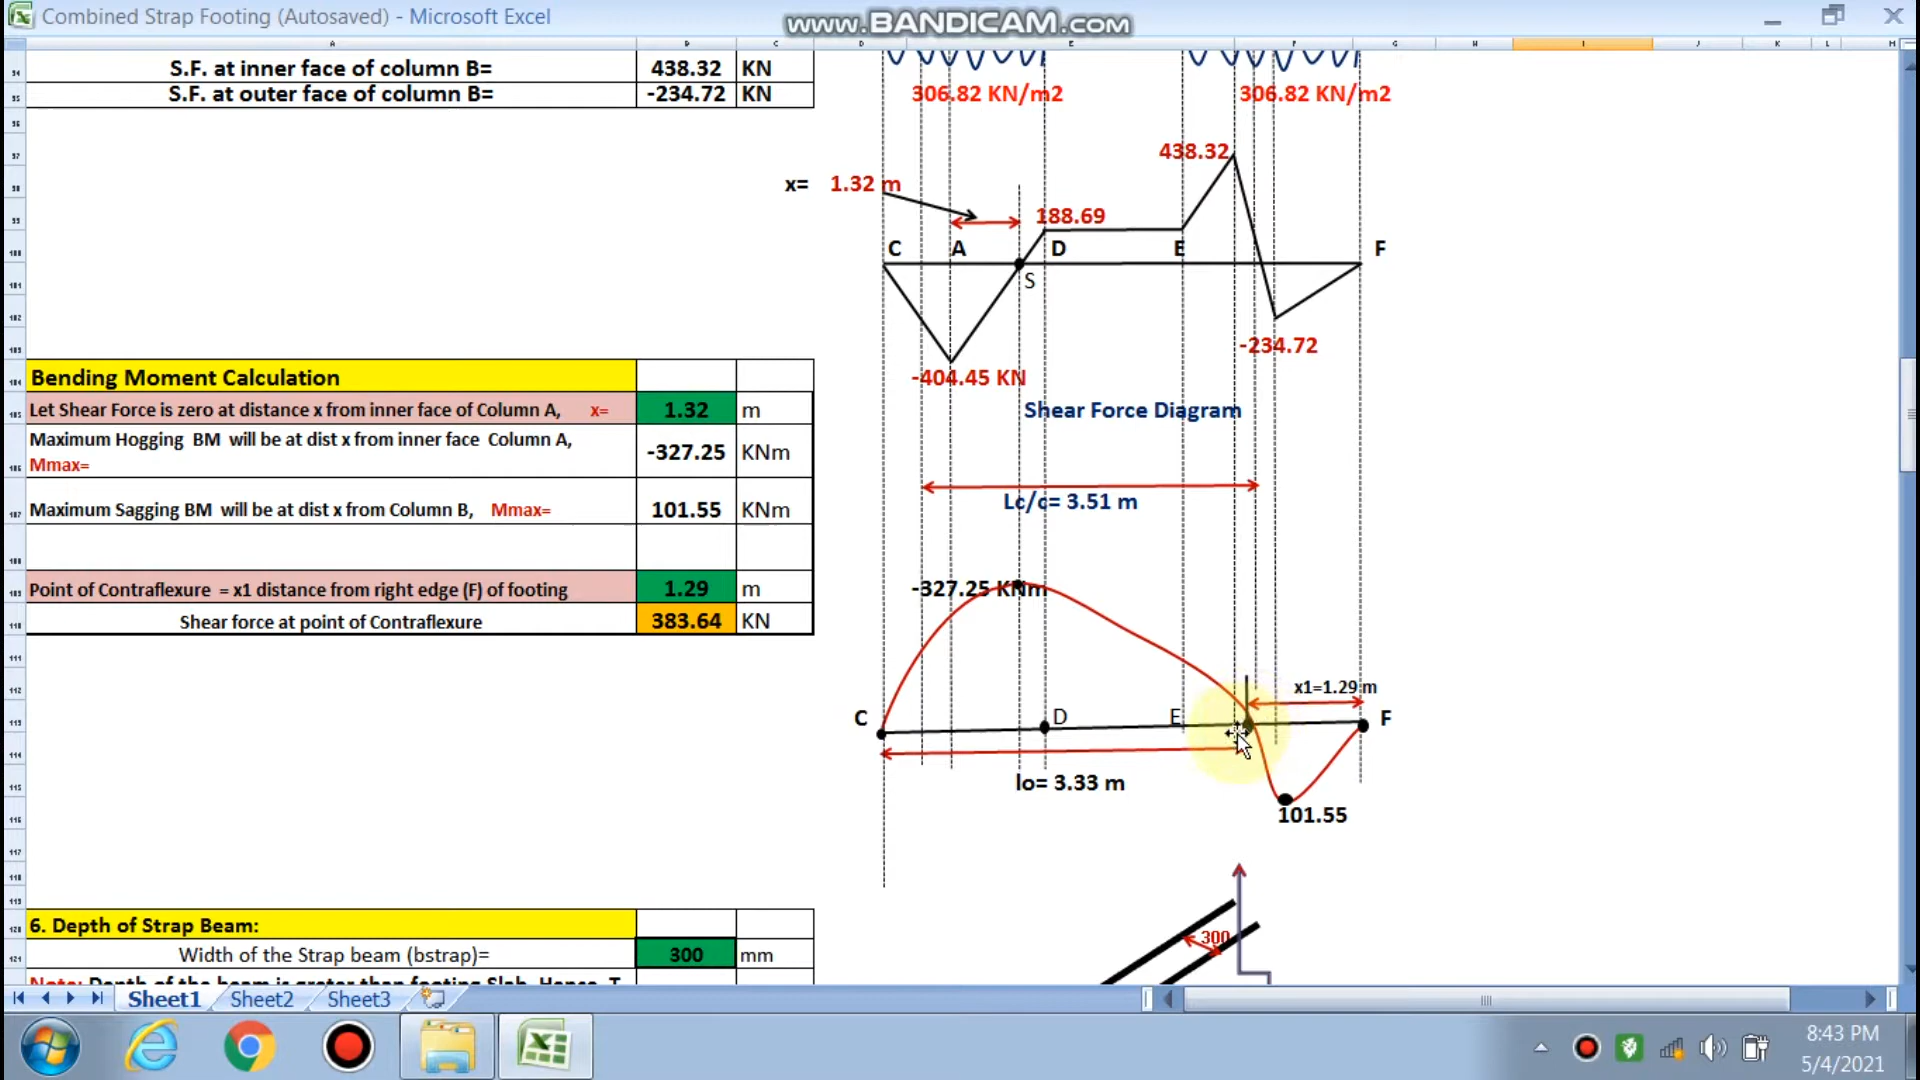 Combined Strap Footing (Autosaved) - Microsoft Excel
www.BANDICAM.com
S.F. at inner face of column B= 438.32 KN
S.F. at outer face of column B= -234.72 KN
306.82 KN/m2 306.82 KN/m2
438.32
x= 1.32 m
188.69
C A D E F
S
-234.72
-404.45 KN
Shear Force Diagram
Bending Moment Calculation
Let Shear Force is zero at distance x from inner face of Column A, x= 1.32 m
Maximum Hogging BM will be at dist x from inner face Column A,
Mmax= -327.25 KNm
Maximum Sagging BM will be at dist x from Column B, Mmax= 101.55 KNm
Point of Contraflexure = x1 distance from right edge (F) of footing 1.29 m
Shear force at point of Contraflexure 383.64 KN
Lc/c= 3.51 m
-327.25 KNm
x1=1.29 m
C D E F
lo= 3.33 m
101.55
300
6. Depth of Strap Beam:
Width of the Strap beam (bstrap)= 300 mm
Sheet1 Sheet2 Sheet3
8:43 PM
5/4/2021